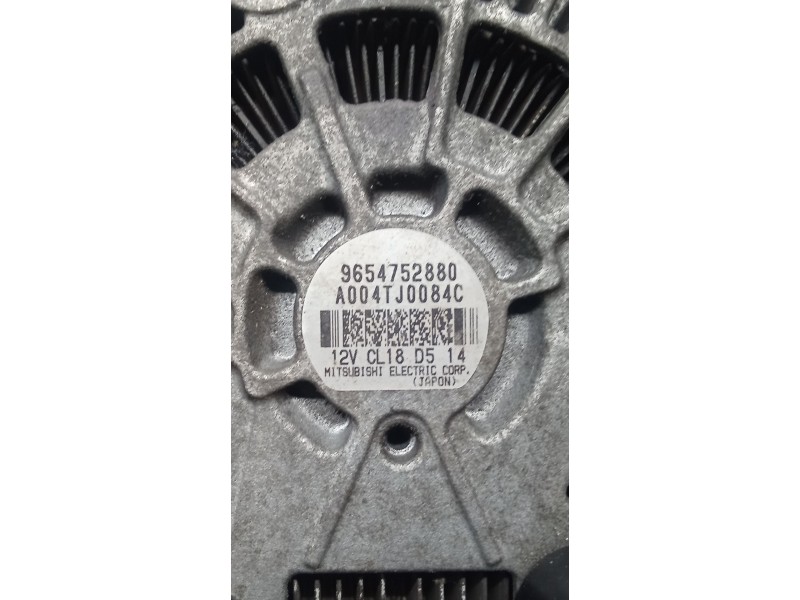 9654752880
A004TJ0084C
12V CL18 D5 14
MITSUBISHI ELECTRIC CORP.
(JAPON)